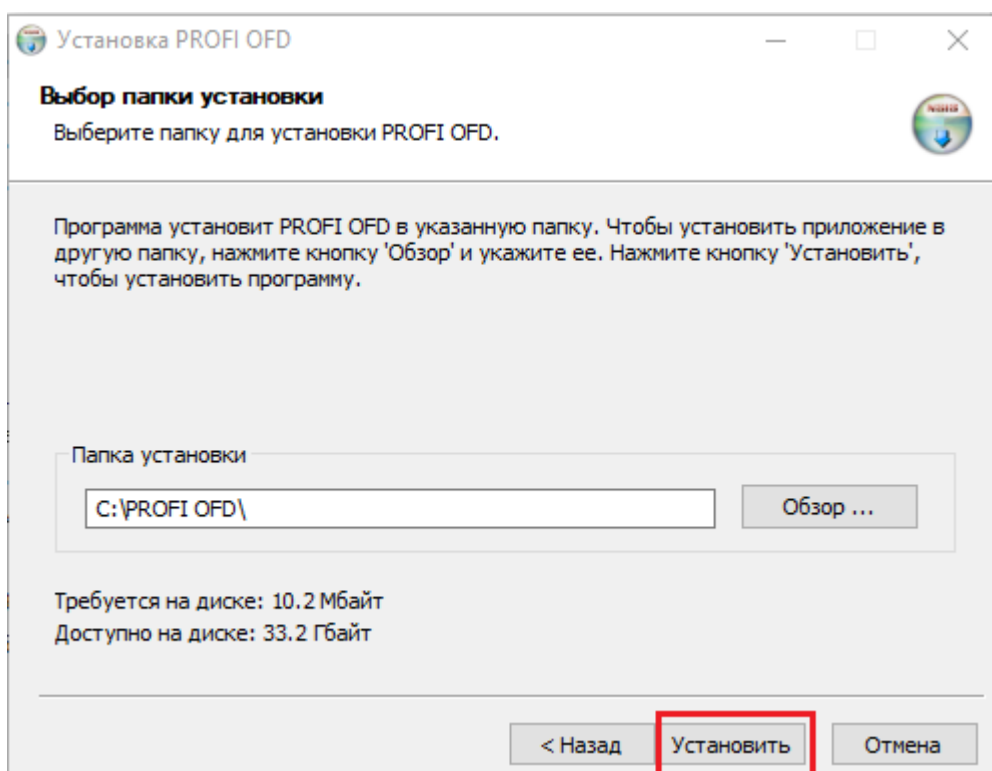 Установка PROFI OFD
Выбор папки установки
Выберите папку для установки PROFI OFD.
Программа установит PROFI OFD в указанную папку. Чтобы установить приложение в
другую папку, нажмите кнопку 'Обзор' и укажите ее. Нажмите кнопку 'Установить',
чтобы установить программу.
Папка установки
C:\PROFI OFD\
Обзор ...
Требуется на диске: 10.2 Мбайт
Доступно на диске: 33.2 Гбайт
< Назад
Установить
Отмена